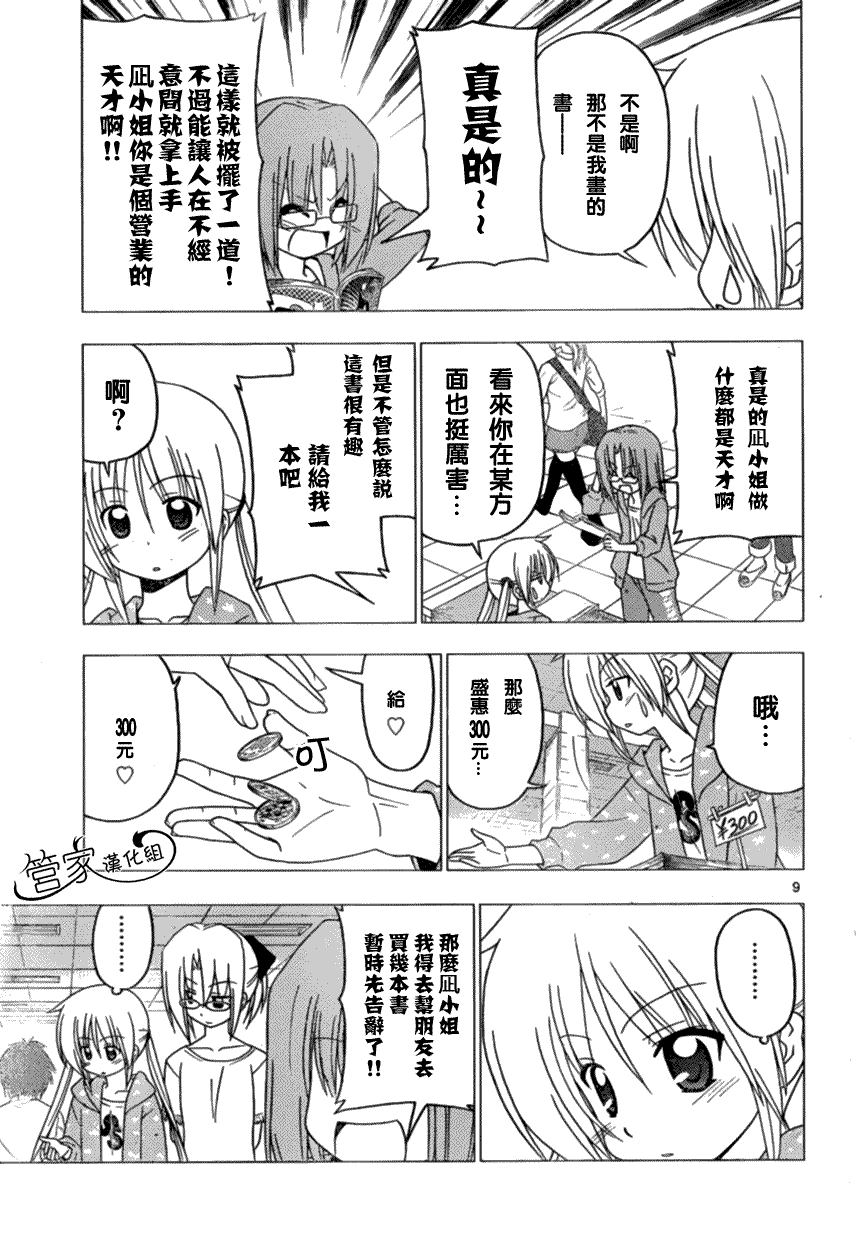 不是啊
那不是我畫的
書——
真是的~~
這樣就被擺了一道！
不過能讓人在不經
意間就拿上手
凪小姐你是個營業的
天才啊!!
真是的凪小姐做
什麼都是天才啊
看來你在某方
面也挺厲害…
但是不管怎麼說
這書很有趣
請給我一
本吧
啊?
哦…
¥300
那麼
盛惠300元…
給♡
叮
300元♡
管家漢化組
9
………
那麼凪小姐
我得去幫朋友去
買幾本書
暫時先告辭了!!
………